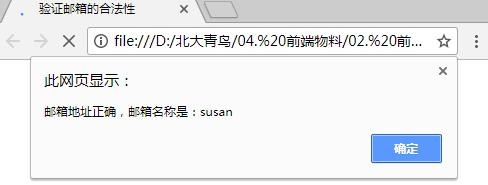 验证邮箱的合法性
file:///D:/北大青鸟/04.%20前端物料/02.%20前...
此网页显示：
邮箱地址正确，邮箱名称是：susan
确定